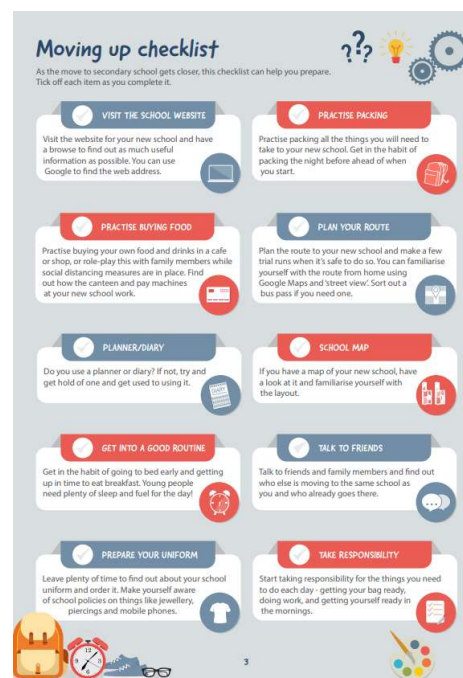 Moving up checklist
As the move to secondary school gets closer, this checklist can help you prepare.
Tick off each item as you complete it.
VISIT THE SCHOOL WEBSITE
Visit the website for your new school and have
a browse to find out as much useful
information as possible. You can use
Google to find the web address.
PRACTISE PACKING
Practise packing all the things you will need to
take to your new school. Get in the habit of
packing the night before ahead of when
you start.
PRACTISE BUYING FOOD
Practise buying your own food and drinks in a cafe
or shop, or role-play this with family members while
social distancing measures are in place. Find
out how the canteen and pay machines
at your new school work.
PLAN YOUR ROUTE
Plan the route to your new school and make a few
trial runs when it's safe to do so. You can familiarise
yourself with the route from home using
Google Maps and 'street view'. Sort out a
bus pass if you need one.
PLANNER/DIARY
Do you use a planner or diary? If not, try and
get hold of one and get used to using it.
DIARY
SCHOOL MAP
If you have a map of your new school, have
a look at it and familiarise yourself with
the layout.
GET INTO A GOOD ROUTINE
Get in the habit of going to bed early and getting
up in time to eat breakfast. Young people
need plenty of sleep and fuel for the day!
TALK TO FRIENDS
Talk to friends and family members and find out
who else is moving to the same school as
you and who already goes there.
PREPARE YOUR UNIFORM
Leave plenty of time to find out about your school
uniform and order it. Make yourself aware
of school policies on things like jewellery,
piercings and mobile phones.
TAKE RESPONSIBILITY
Start taking responsibility for the things you need
to do each day - getting your bag ready,
doing work, and getting yourself ready in
the mornings.
12
9 3
6
3